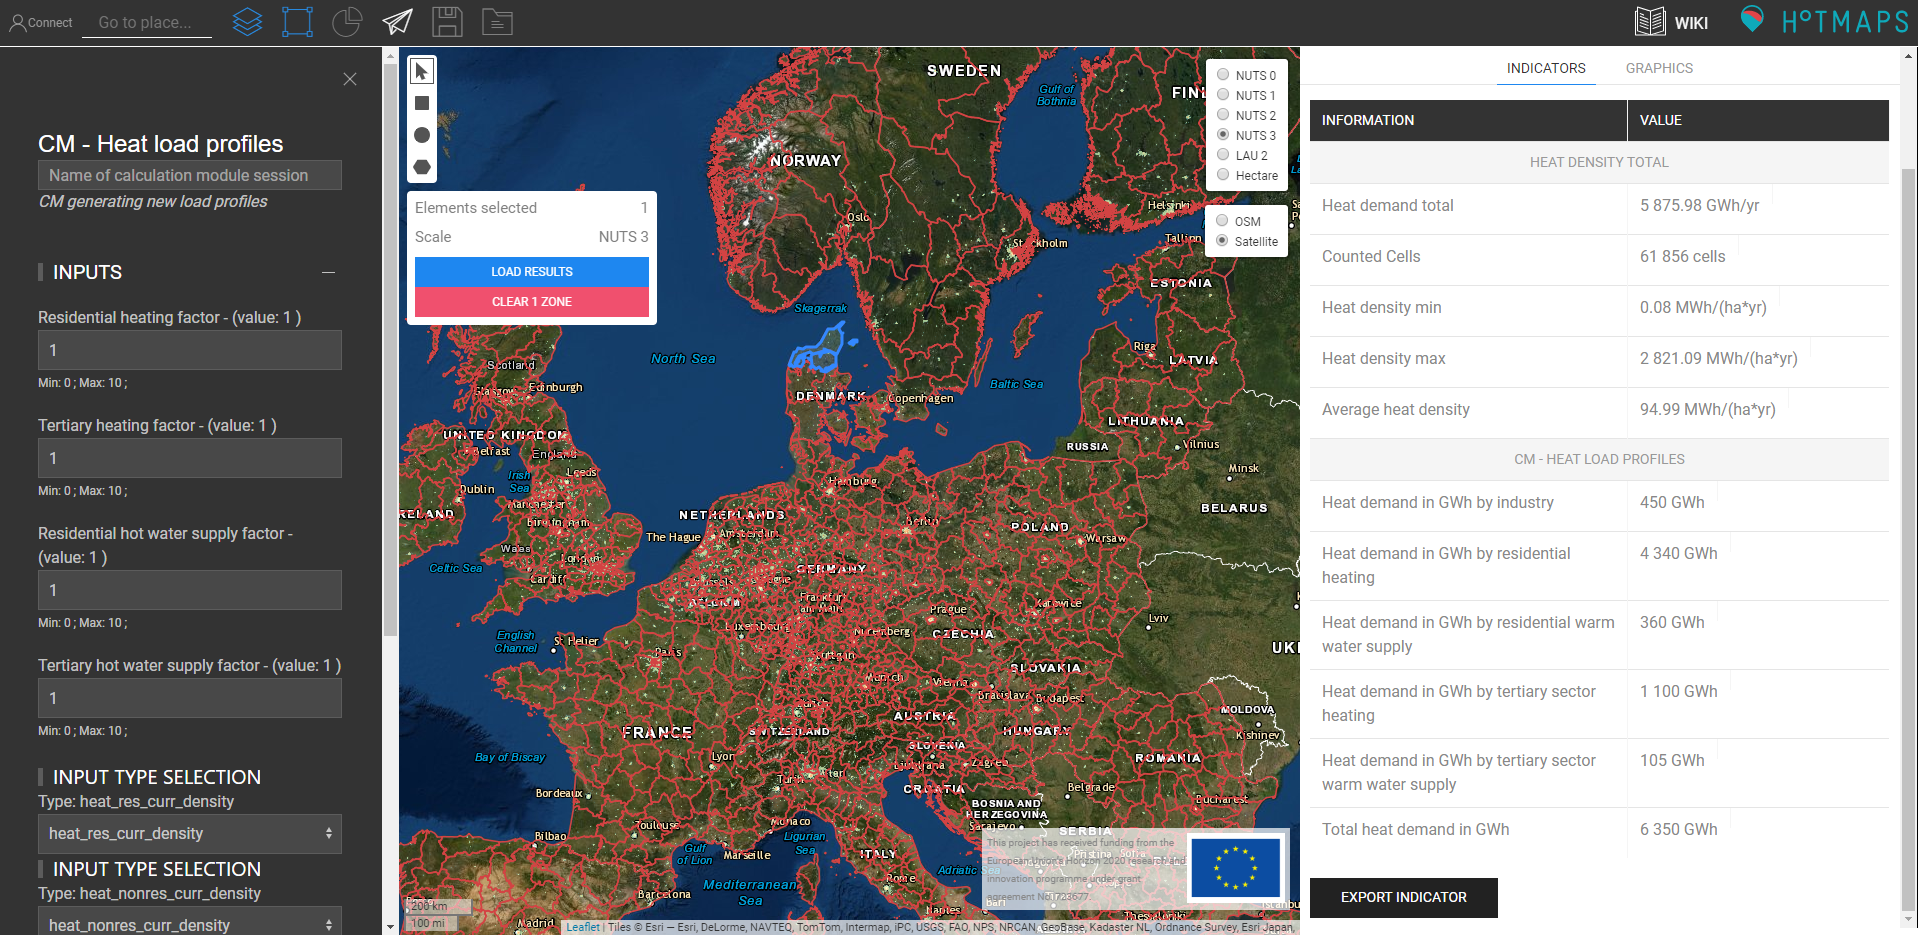 Connect
Go to place...
WIKI
H°TMAPS
CM - Heat load profiles
Name of calculation module session
CM generating new load profiles
INPUTS
Residential heating factor - (value: 1 )
1
Min: 0 ; Max: 10 ;
Tertiary heating factor - (value: 1 )
1
Min: 0 ; Max: 10 ;
Residential hot water supply factor -
(value: 1 )
1
Min: 0 ; Max: 10 ;
Tertiary hot water supply factor - (value: 1 )
1
Min: 0 ; Max: 10 ;
INPUT TYPE SELECTION
Type: heat_res_curr_density
heat_res_curr_density
INPUT TYPE SELECTION
Type: heat_nonres_curr_density
heat_nonres_curr_density
Elements selected 1
Scale NUTS 3
LOAD RESULTS
CLEAR 1 ZONE
NUTS 0
NUTS 1
NUTS 2
NUTS 3
LAU 2
Hectare
OSM
Satellite
SWEDEN
Gulf of
Bothnia
FINL
NORWAY
Oslo
Helsinki
Stockholm
Tallinn
ESTONIA
Skagerrak
North Sea
Riga
LATVIA
Scotland
Glasgow
Edinburgh
Baltic Sea
DENMARK
Copenhagen
LITHUANIA
UNITED KINGDOM
RUSSIA
Vilnius
Belfast
England
Irish
Sea
Leeds
Minsk
Dublin
Hamburg
Manchester
RELAND
NETHERLANDS
Birmingham
Berlin
POLAND
BELARUS
The Hague
Amsterdam
Warsaw
Wales
London
Celtic Sea
Cardiff
GERMANY
Brussels
BELGIUM
Frankfurt
am Main
Prague
Katowice
Luxembourg
Lviv
English
Channel
St Helier
Nuremberg
CZECHIA
Paris
Stuttgart
SLOVAKIA
UK
Munich
Vienna
Bratislava
Budapest
Zurich
AUSTRIA
MOLDOVA
FRANCE
SWITZERLAND
HUNGARY
Kishinev
SLOVENIA
Bay of Biscay
Lyon
Ljubljana
Zagreb
ROMANIA
Turin
Milan
CROATIA
Bordeaux
Belgrade
BOSNIA AND
HERZEGOVINA
Bucharest
Sarajevo
Toulouse
Monaco
SERBIA
Bilbao
Ligurian
Sea
Gulf
of Lion
Marseille
ITALY
Pristina
Sofia
Adriatic Sea
Rome
Mediterranean
Sea
Barcelona
Naples
Bari
Madrid
Thessaloniki
Istanbul
This project has received funding from the
European Union's Horizon 2020 research and
innovation programme under grant
agreement No 723677.
200 km
100 mi
Leaflet | Tiles © Esri — Esri, DeLorme, NAVTEQ, TomTom, Intermap, iPC, USGS, FAO, NPS, NRCAN, GeoBase, Kadaster NL, Ordnance Survey, Esri Japan,
INDICATORS GRAPHICS
INFORMATION VALUE
HEAT DENSITY TOTAL
Heat demand total 5 875.98 GWh/yr
Counted Cells 61 856 cells
Heat density min 0.08 MWh/(ha*yr)
Heat density max 2 821.09 MWh/(ha*yr)
Average heat density 94.99 MWh/(ha*yr)
CM - HEAT LOAD PROFILES
Heat demand in GWh by industry 450 GWh
Heat demand in GWh by residential
heating 4 340 GWh
Heat demand in GWh by residential warm
water supply 360 GWh
Heat demand in GWh by tertiary sector
heating 1 100 GWh
Heat demand in GWh by tertiary sector
warm water supply 105 GWh
Total heat demand in GWh 6 350 GWh
EXPORT INDICATOR